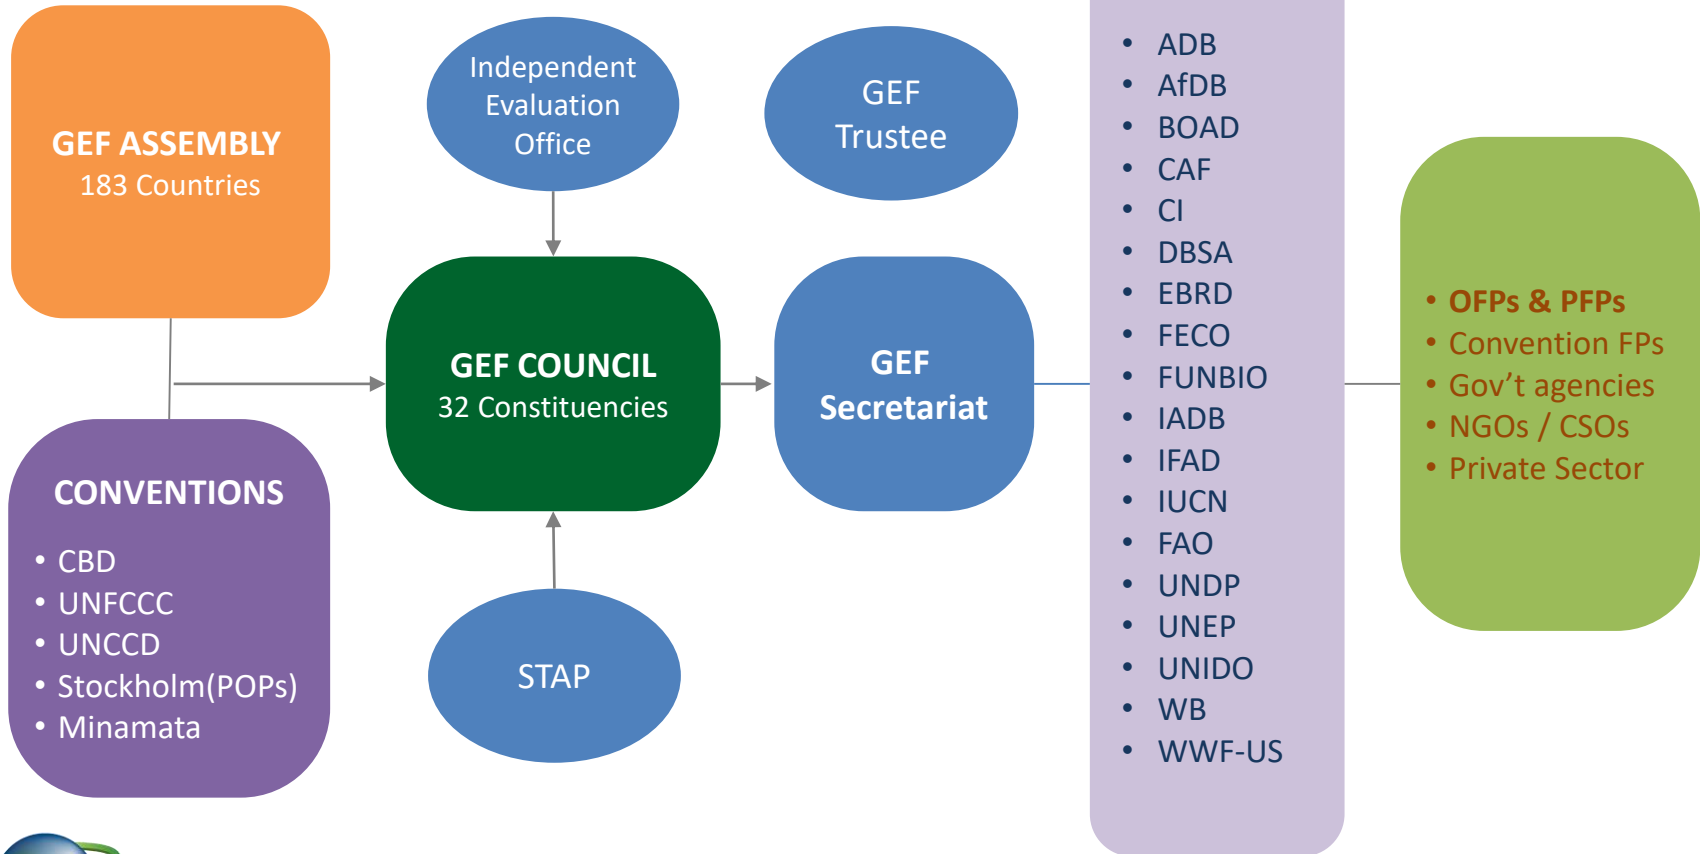 GEF ASSEMBLY
183 Countries
CONVENTIONS
• CBD
• UNFCCC
• UNCCD
• Stockholm(POPs)
• Minamata
Independent
Evaluation
Office
GEF COUNCIL
32 Constituencies
STAP
GEF
Trustee
GEF
Secretariat
• ADB
• AfDB
• BOAD
• CAF
• CI
• DBSA
• EBRD
• FECO
• FUNBIO
• IADB
• IFAD
• IUCN
• FAO
• UNDP
• UNEP
• UNIDO
• WB
• WWF-US
• OFPs & PFPs
• Convention FPs
• Gov't agencies
• NGOs / CSOs
• Private Sector